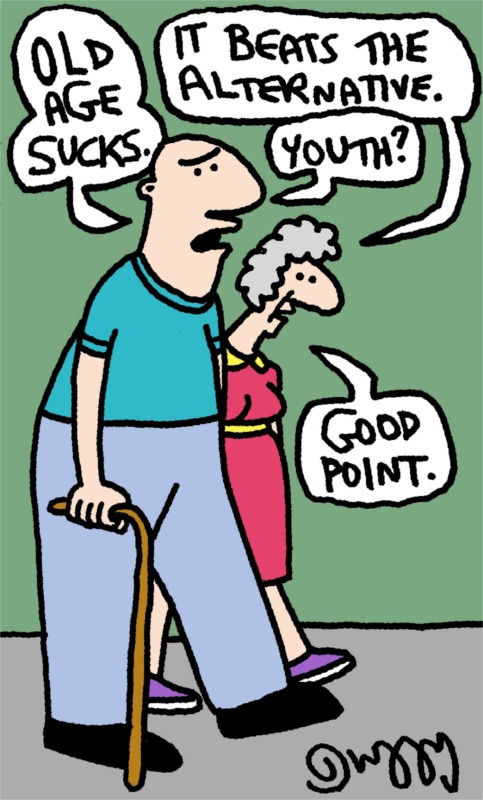 OLD
AGE
SUCKS.
IT BEATS THE
ALTERNATIVE.
YOUTH?
GOOD
POINT.